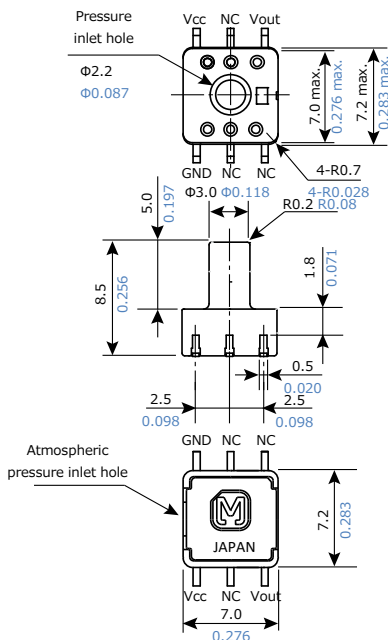 Pressure
inlet hole
Φ2.2
Φ0.087
Vcc NC Vout
7.0 max.
0.276 max.
7.2 max.
0.283 max.
GND NC NC
4-R0.7
4-R0.028
Φ3.0 Φ0.118
R0.2 R0.08
5.0
0.197
8.5
0.256
1.8
0.071
0.5
0.020
2.5
0.098
2.5
0.098
GND NC NC
Atmospheric
pressure inlet hole
M
JAPAN
7.2
0.283
Vcc NC Vout
7.0
0.276